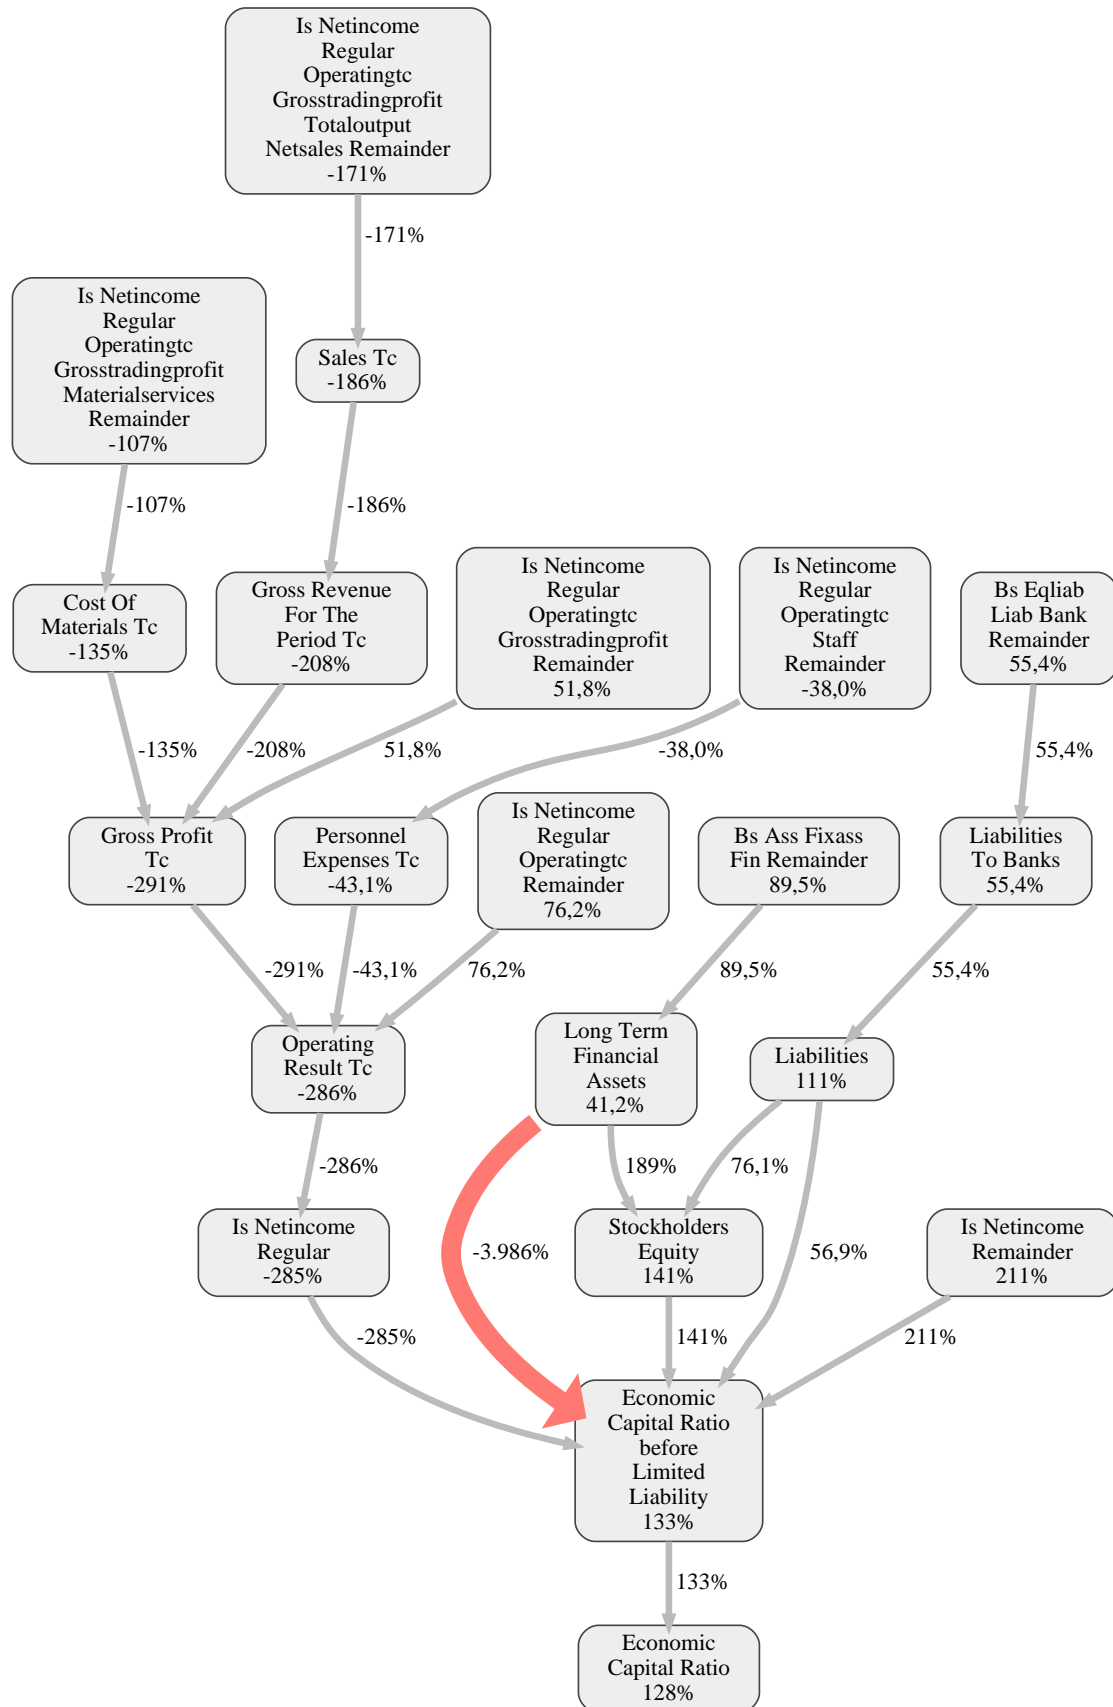 Is Netincome
Regular
Operatingtc
Grosstradingprofit
Totaloutput
Netsales Remainder
-171%
-171%
Is Netincome
Regular
Operatingtc
Grosstradingprofit
Materialservices
Remainder
-107%
Sales Tc
-186%
-107%
-186%
Cost Of
Materials Tc
-135%
Gross Revenue
For The
Period Tc
-208%
Is Netincome
Regular
Operatingtc
Grosstradingprofit
Remainder
51,8%
Is Netincome
Regular
Operatingtc
Staff
Remainder
-38,0%
Bs Eqliab
Liab Bank
Remainder
55,4%
-135%
-208%
51,8%
-38,0%
55,4%
Gross Profit
Tc
-291%
Personnel
Expenses Tc
-43,1%
Is Netincome
Regular
Operatingtc
Remainder
76,2%
Bs Ass Fixass
Fin Remainder
89,5%
Liabilities
To Banks
55,4%
-291%
-43,1%
76,2%
89,5%
55,4%
Operating
Result Tc
-286%
Long Term
Financial
Assets
41,2%
Liabilities
111%
-286%
189%
76,1%
Is Netincome
Regular
-285%
-3.986%
Stockholders
Equity
141%
56,9%
Is Netincome
Remainder
211%
-285%
141%
211%
Economic
Capital Ratio
before
Limited
Liability
133%
133%
Economic
Capital Ratio
128%